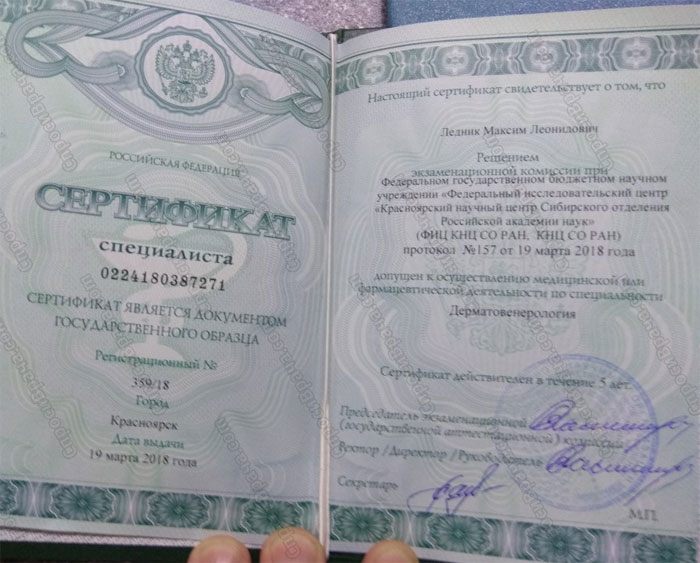 РОССИЙСКАЯ ФЕДЕРАЦИЯ
СЕРТИФИКАТ
специалиста
0224180387271
СЕРТИФИКАТ ЯВЛЯЕТСЯ ДОКУМЕНТОМ
ГОСУДАРСТВЕННОГО ОБРАЗЦА
Регистрационный №
359/18
Город
Красноярск
Дата выдачи
19 марта 2018 года
Настоящий сертификат свидетельствует о том, что
Ледник Максим Леонидович
Решением
экзаменационной комиссии при
Федеральном государственном бюджетном научном
учреждении «Федеральный исследовательский центр
«Красноярский научный центр Сибирского отделения
Российской академии наук»
(ФИЦ КНЦ СО РАН, КНЦ СО РАН)
протокол №157 от 19 марта 2018 года
допущен к осуществлению медицинской или
фармацевтической деятельности по специальности
Дерматовенерология
Сертификат действителен в течение 5 лет.
Председатель экзаменационной
(государственной аттестационной) комиссии
Ректор / Директор / Руководитель
Секретарь
М.П.